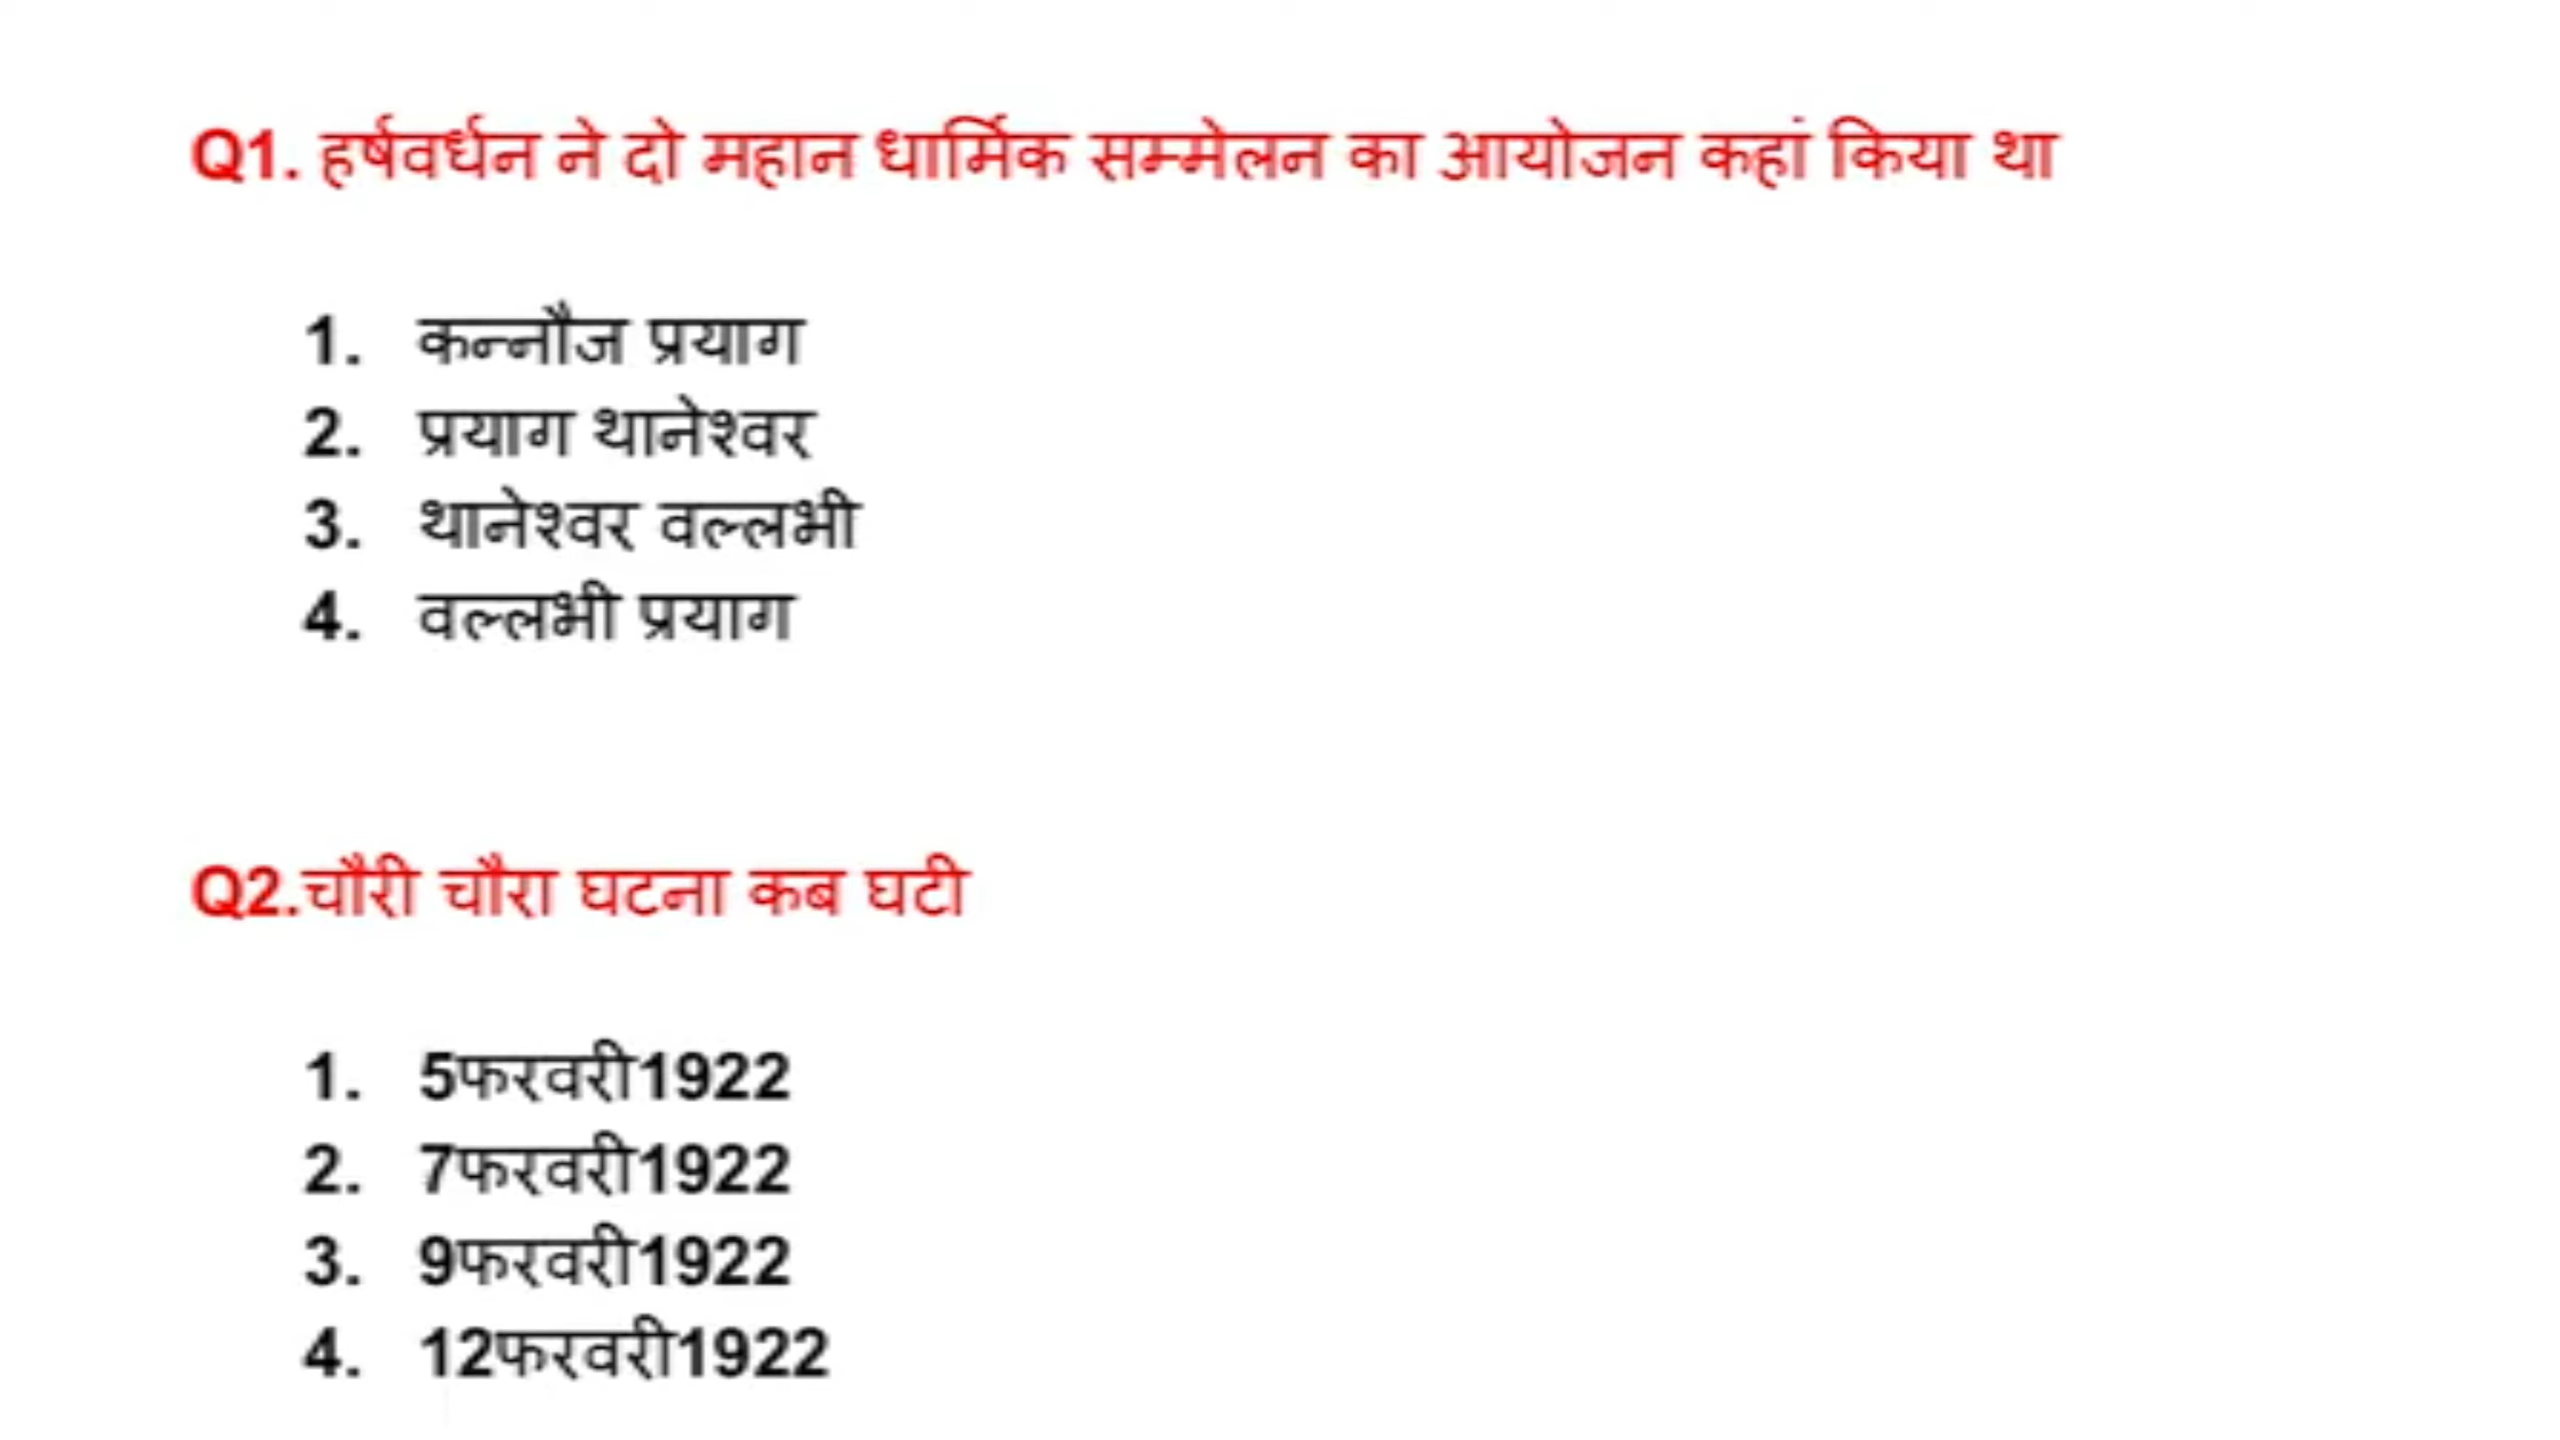 Q1. हर्षवर्धन ने दो महान धार्मिक सम्मेलन का आयोजन कहां किया था
1. कन्नौज प्रयाग
2. प्रयाग थानेश्वर
3. थानेश्वर वल्लभी
4. वल्लभी प्रयाग
Q2.चौरी चौरा घटना कब घटी
1. 5फरवरी1922
2. 7फरवरी1922
3. 9फरवरी1922
4. 12फरवरी1922